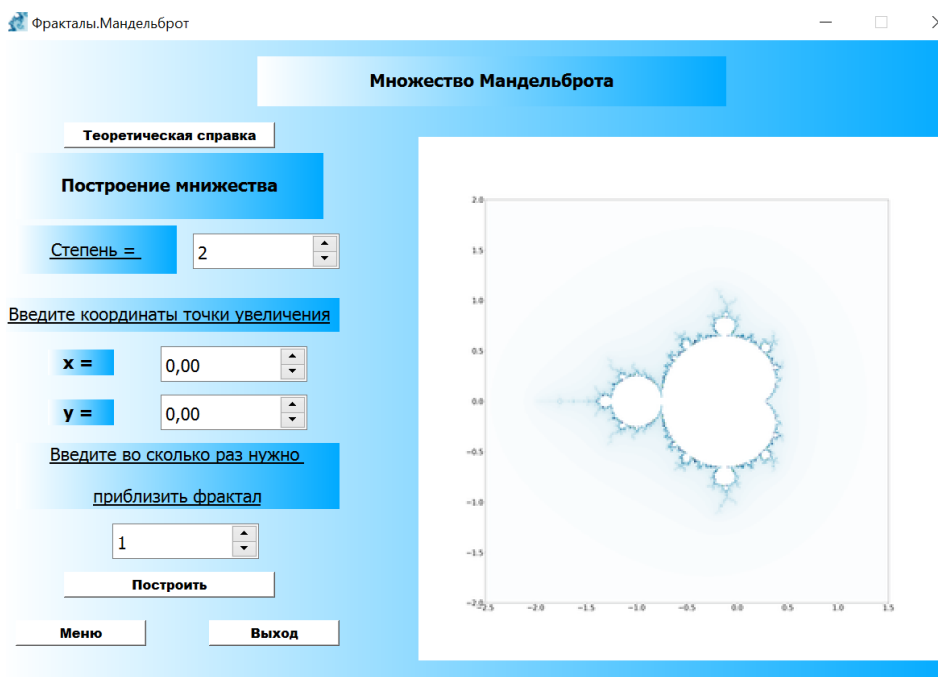 Фракталы.Мандельброт
Множество Мандельброта
Теоретическая справка
Построение мнижества
Степень =
2
Введите координаты точки увеличения
x =
0,00
y =
0,00
Введите во сколько раз нужно
приблизить фрактал
1
Построить
Меню
Выход
2.0
1.5
1.0
0.5
0.0
−0.5
−1.0
−1.5
−2.0
−2.5
−2.0
−1.5
−1.0
−0.5
0.0
0.5
1.0
1.5